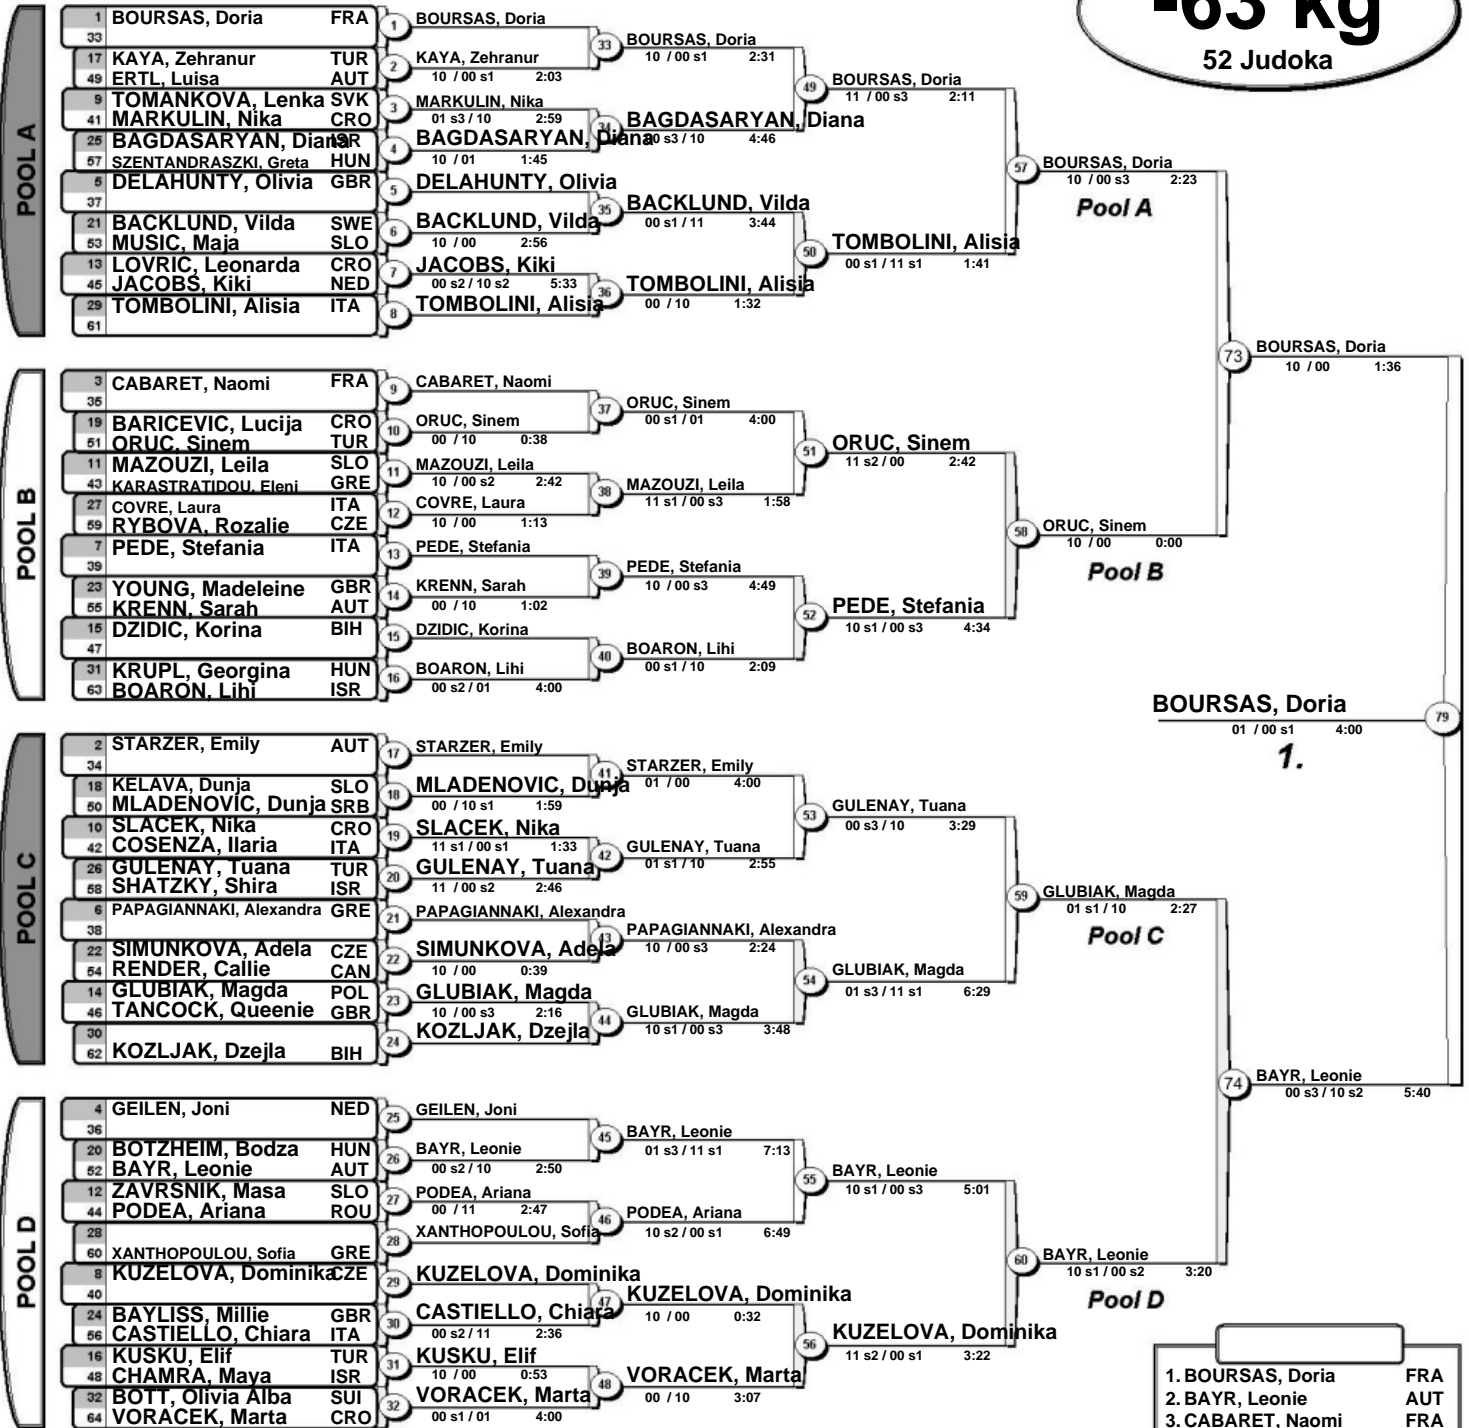 -63 kg
52 Judoka
POOL A
1 BOURSAS, Doria FRA
33
17 KAYA, Zehranur TUR
49 ERTL, Luisa AUT
9 TOMANKOVA, Lenka SVK
41 MARKULIN, Nika CRO
25 BAGDASARYAN, Diana ISR
57 SZENTANDRASZKI, Greta HUN
5 DELAHUNTY, Olivia GBR
37
21 BACKLUND, Vilda SWE
53 MUSIC, Maja SLO
13 LOVRIC, Leonarda CRO
45 JACOBS, Kiki NED
29 TOMBOLINI, Alisia ITA
61
1 BOURSAS, Doria
2 KAYA, Zehranur
10 / 00 s1 2:03
3 MARKULIN, Nika
01 s3 / 10 2:59
4 BAGDASARYAN, Diana
10 / 01 1:45
5 DELAHUNTY, Olivia
6 BACKLUND, Vilda
10 / 00 2:56
7 JACOBS, Kiki
00 s2 / 10 s2 5:33
8 TOMBOLINI, Alisia
33 BOURSAS, Doria
10 / 00 s1 2:31
34 BAGDASARYAN, Diana
s3 / 10 4:46
35 BACKLUND, Vilda
00 s1 / 11 3:44
36 TOMBOLINI, Alisia
00 / 10 1:32
49 BOURSAS, Doria
11 / 00 s3 2:11
50 TOMBOLINI, Alisia
00 s1 / 11 s1 1:41
57 BOURSAS, Doria
10 / 00 s3 2:23
Pool A
POOL B
3 CABARET, Naomi FRA
35
19 BARICEVIC, Lucija CRO
51 ORUC, Sinem TUR
11 MAZOUZI, Leila SLO
43 KARASTRATIDOU, Eleni GRE
27 COVRE, Laura ITA
59 RYBOVA, Rozalie CZE
7 PEDE, Stefania ITA
39
23 YOUNG, Madeleine GBR
55 KRENN, Sarah AUT
15 DZIDIC, Korina BIH
47
31 KRUPL, Georgina HUN
63 BOARON, Lihi ISR
9 CABARET, Naomi
10 ORUC, Sinem
00 / 10 0:38
11 MAZOUZI, Leila
10 / 00 s2 2:42
12 COVRE, Laura
10 / 00 1:13
13 PEDE, Stefania
14 KRENN, Sarah
00 / 10 1:02
15 DZIDIC, Korina
16 BOARON, Lihi
00 s2 / 01 4:00
37 ORUC, Sinem
00 s1 / 01 4:00
38 MAZOUZI, Leila
11 s1 / 00 s3 1:58
39 PEDE, Stefania
10 / 00 s3 4:49
40 BOARON, Lihi
00 s1 / 10 2:09
51 ORUC, Sinem
11 s2 / 00 2:42
52 PEDE, Stefania
10 s1 / 00 s3 4:34
58 ORUC, Sinem
10 / 00 0:00
Pool B
73 BOURSAS, Doria
10 / 00 1:36
BOURSAS, Doria 79
01 / 00 s1 4:00
1.
POOL C
2 STARZER, Emily AUT
34
18 KELAVA, Dunja SLO
50 MLADENOVIC, Dunja SRB
10 SLACEK, Nika CRO
42 COSENZA, Ilaria ITA
26 GULENAY, Tuana TUR
58 SHATZKY, Shira ISR
6 PAPAGIANNAKI, Alexandra GRE
38
22 SIMUNKOVA, Adela CZE
54 RENDER, Callie CAN
14 GLUBIAK, Magda POL
46 TANCOCK, Queenie GBR
30
62 KOZLJAK, Dzejla BIH
17 STARZER, Emily
18 MLADENOVIC, Dunja
00 / 10 s1 1:59
19 SLACEK, Nika
11 s1 / 00 s1 1:33
20 GULENAY, Tuana
11 / 00 s2 2:46
21 PAPAGIANNAKI, Alexandra
22 SIMUNKOVA, Adela
10 / 00 0:39
23 GLUBIAK, Magda
10 / 00 s3 2:16
24 KOZLJAK, Dzejla
41 STARZER, Emily
01 / 00 4:00
42 GULENAY, Tuana
01 s1 / 10 2:55
43 PAPAGIANNAKI, Alexandra
10 / 00 s3 2:24
44 GLUBIAK, Magda
10 s1 / 00 s3 3:48
53 GULENAY, Tuana
00 s3 / 10 3:29
54 GLUBIAK, Magda
01 s3 / 11 s1 6:29
59 GLUBIAK, Magda
01 s1 / 10 2:27
Pool C
POOL D
4 GEILEN, Joni NED
36
20 BOTZHEIM, Bodza HUN
52 BAYR, Leonie AUT
12 ZAVRSNIK, Masa SLO
44 PODEA, Ariana ROU
28
60 XANTHOPOULOU, Sofia GRE
8 KUZELOVA, Dominika CZE
40
24 BAYLISS, Millie GBR
56 CASTIELLO, Chiara ITA
16 KUSKU, Elif TUR
48 CHAMRA, Maya ISR
32 BOTT, Olivia Alba SUI
64 VORACEK, Marta CRO
25 GEILEN, Joni
26 BAYR, Leonie
00 s2 / 10 2:50
27 PODEA, Ariana
00 / 11 2:47
28 XANTHOPOULOU, Sofia
29 KUZELOVA, Dominika
30 CASTIELLO, Chiara
00 s2 / 11 2:36
31 KUSKU, Elif
10 / 00 0:53
32 VORACEK, Marta
00 s1 / 01 4:00
45 BAYR, Leonie
01 s3 / 11 s1 7:13
46 PODEA, Ariana
10 s2 / 00 s1 6:49
47 KUZELOVA, Dominika
10 / 00 0:32
48 VORACEK, Marta
00 / 10 3:07
55 BAYR, Leonie
10 s1 / 00 s3 5:01
56 KUZELOVA, Dominika
11 s2 / 00 s1 3:22
60 BAYR, Leonie
10 s1 / 00 s2 3:20
Pool D
74 BAYR, Leonie
00 s3 / 10 s2 5:40
1. BOURSAS, Doria FRA
2. BAYR, Leonie AUT
3. CABARET, Naomi FRA